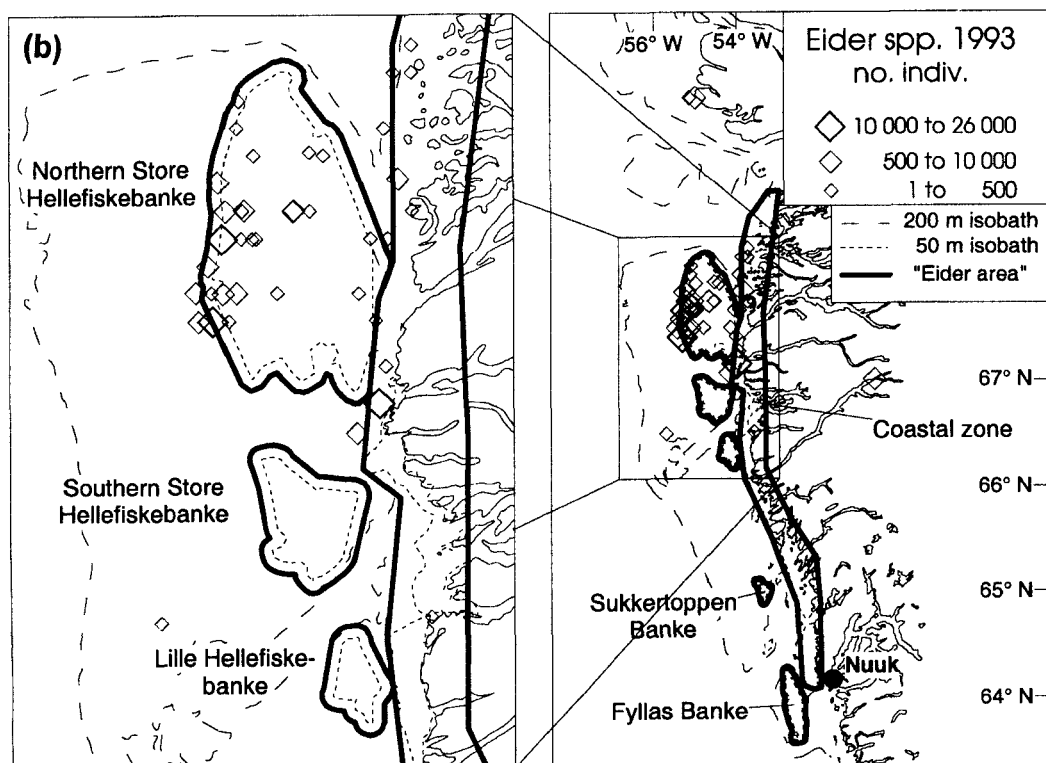 (b)
Northern Store
Hellefiskebanke
Southern Store
Hellefiskebanke
Lille Hellefiske-
banke
56° W 54° W
Eider spp. 1993
no. indiv.
10 000 to 26 000
500 to 10 000
1 to 500
200 m isobath
50 m isobath
"Eider area"
67° N
Coastal zone
66° N
65° N
Sukkertoppen
Banke
Nuuk
Fyllas Banke
64° N